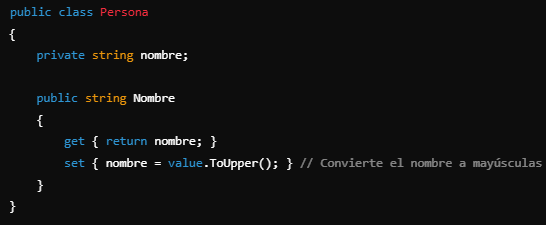 public class Persona
{
    private string nombre;

    public string Nombre
    {
        get { return nombre; }
        set { nombre = value.ToUpper(); } // Convierte el nombre a mayúsculas
    }
}